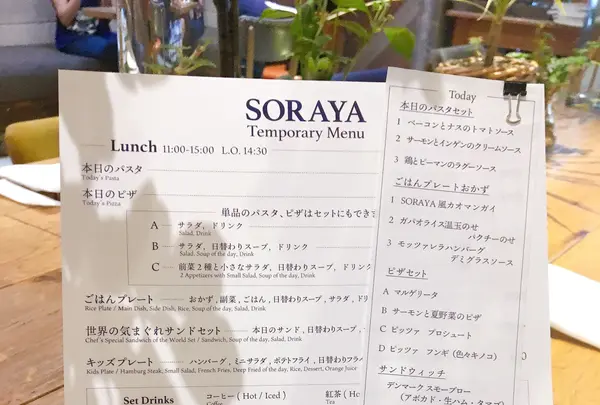 SORAYA
Temporary Menu
Lunch 11:00-15:00 L.O. 14:30
本日のパスタ
Today's Pasta
本日のピザ
Today's Pizza
単品のパスタ、ピザはセットにもでき
A サラダ, ドリンク
Salad, Drink
B サラダ, 日替わりスープ, ドリンク
Salad, Soup of the day, Drink
C 前菜2種と小さなサラダ, 日替わりスープ, ドリンク
2 Appetizers with Small Salad, Soup of the day, Drink
ごはんプレート おかず, 副菜, ごはん, 日替わりスープ, サラダ, ドリ
Rice Plate / Main Dish, Side Dish, Rice, Soup of the day, Salad, Drink
世界の気まぐれサンドセット 本日のサンド, 日替わりスープ,
Chef's Special Sandwich of the World Set / Sandwich, Soup of the day, Drink
キッズプレート ハンバーグ, ミニサラダ, ポテトフライ, 日替わりフライ
Kids Plate / Hamburg Steak, Small Salad, French Fries, Deep Fried of the day, Rice, Dessert, Orange Juice
Set Drinks コーヒー (Hot / Iced) 紅茶 (Ho
Coffee Tea
Today
本日のパスタセット
1 ベーコンとナスのトマトソース
2 サーモンとインゲンのクリームソース
3 鶏とピーマンのラグーソース
ごはんプレートおかず
1 SORAYA 風カオマンガイ
2 ガパオライス温玉のせ
パクチーのせ
3 モッツァレラハンバーグ
デミグラスソース
ピザセット
A マルゲリータ
B サーモンと夏野菜のピザ
C ピッツァ プロシュート
D ピッツァ フンギ (色々キノコ)
サンドウィッチ
デンマーク スモーブロー
(アボカド・生ハム・タマゴ)